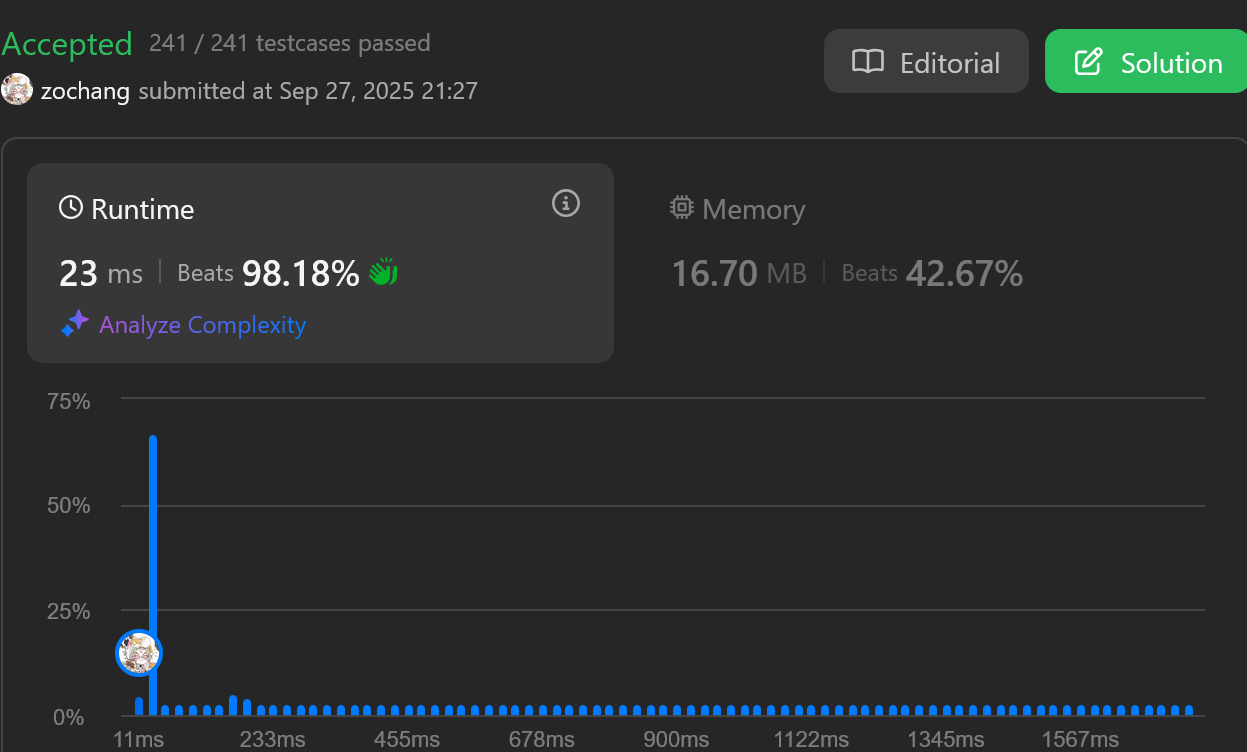 Accepted 241 / 241 testcases passed
Editorial
Solution
zochang submitted at Sep 27, 2025 21:27
Runtime
23 ms | Beats 98.18%
Analyze Complexity
Memory
16.70 MB | Beats 42.67%
75%
50%
25%
0%
11ms 233ms 455ms 678ms 900ms 1122ms 1345ms 1567ms